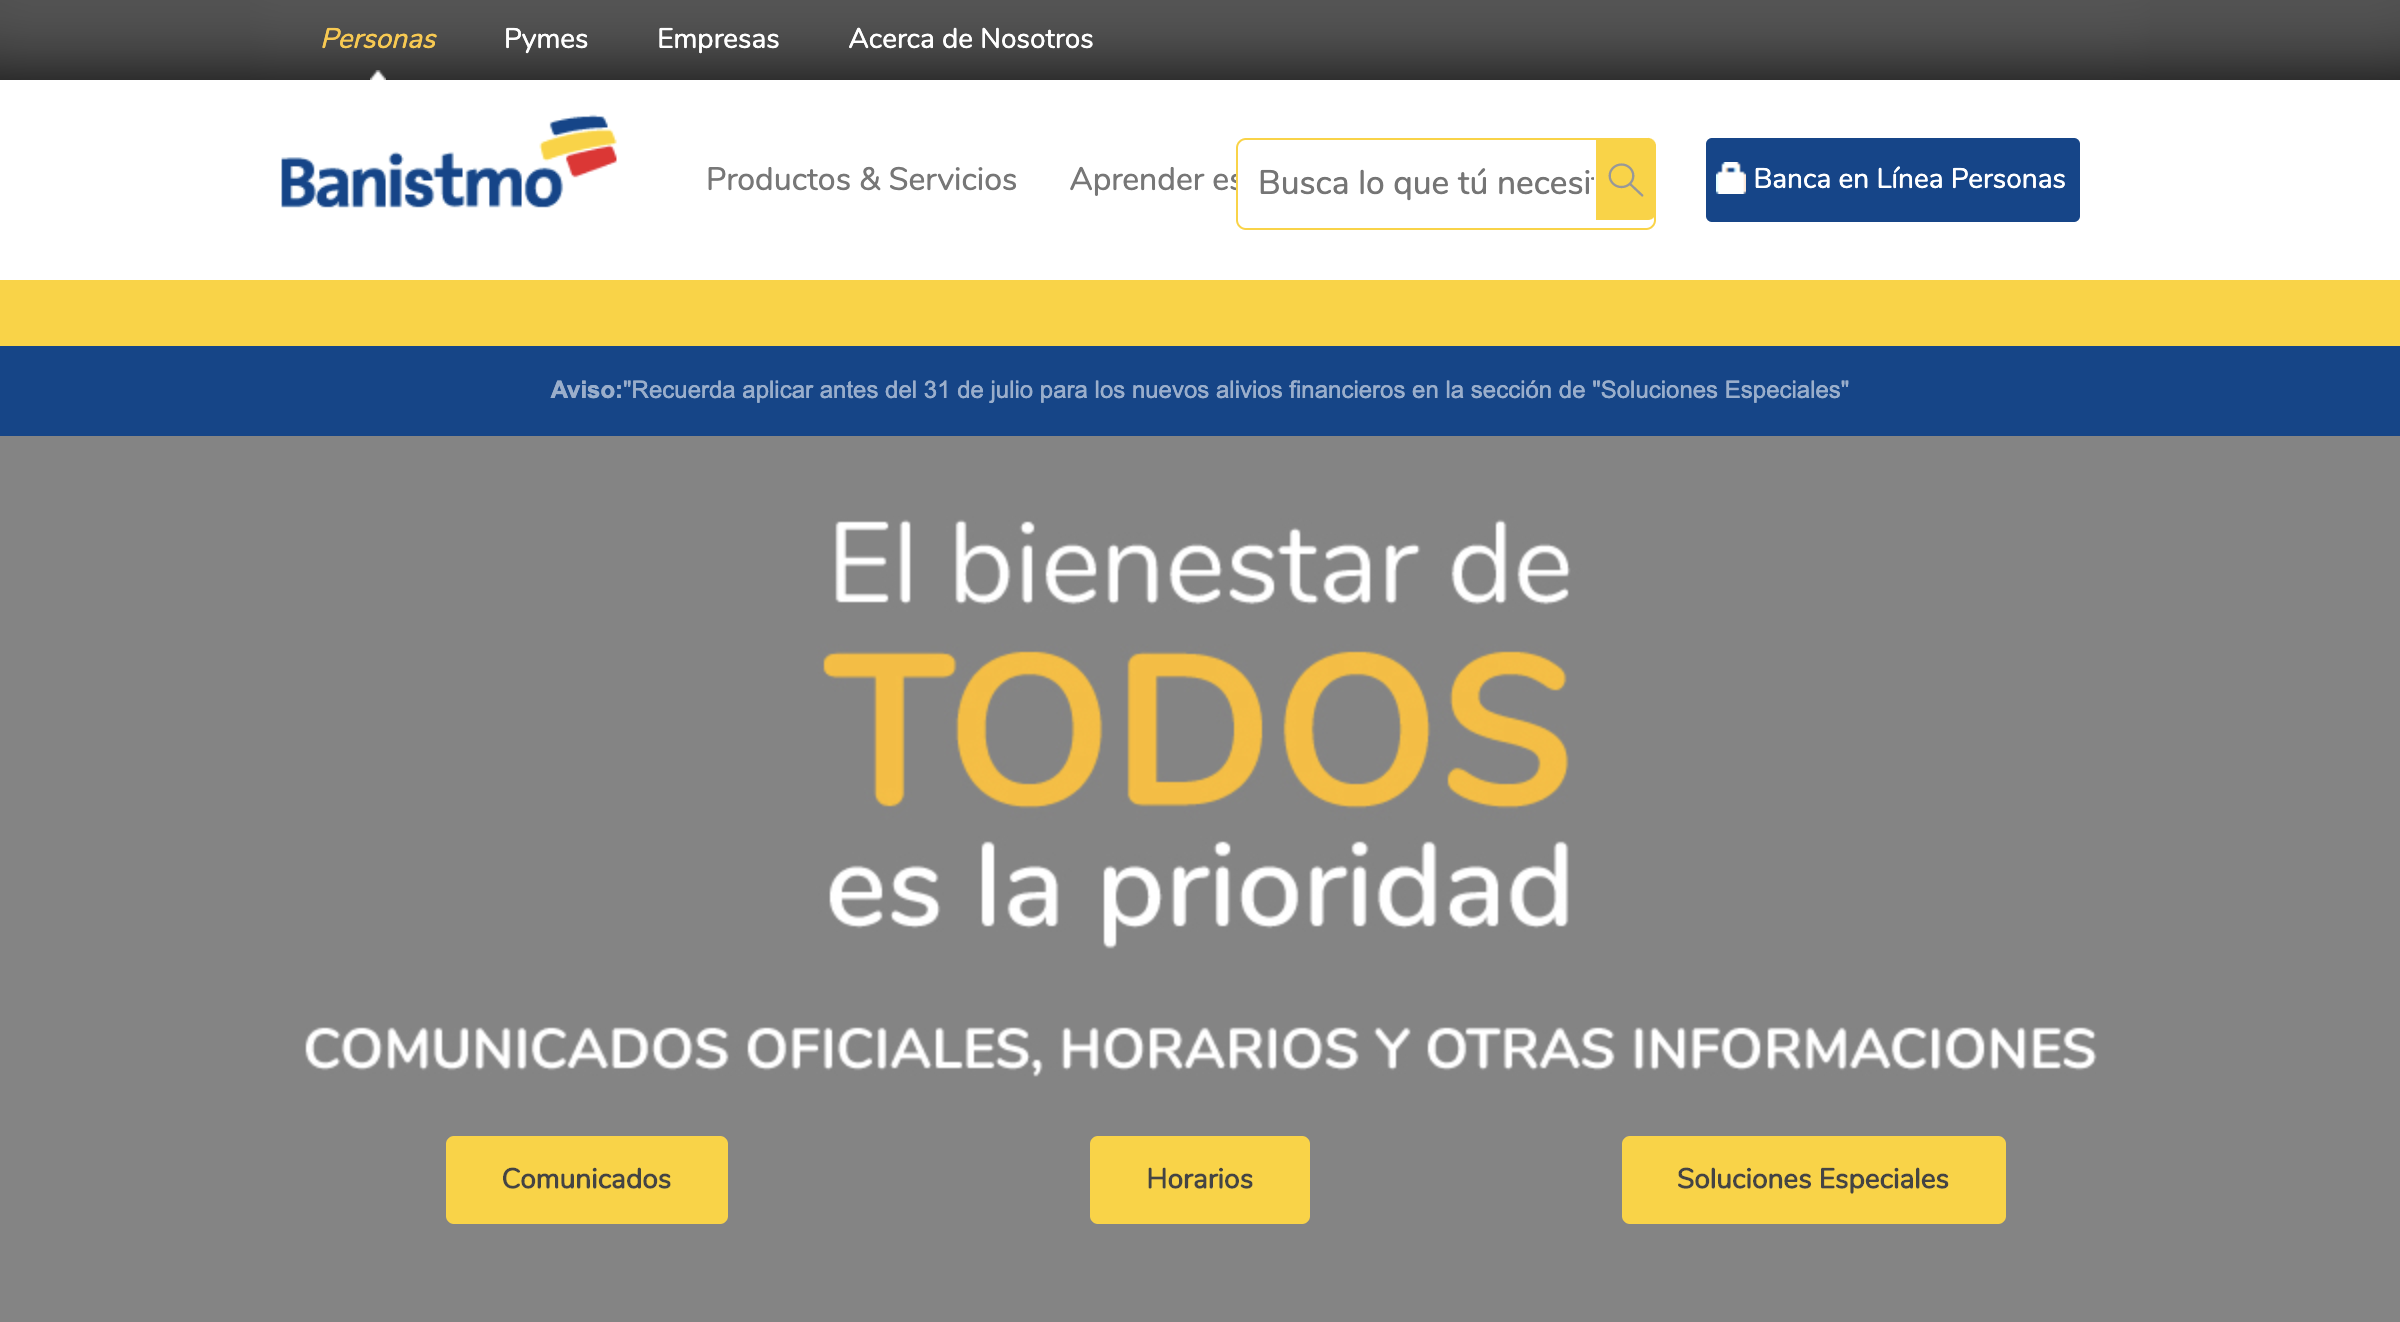 Personas Pymes Empresas Acerca de Nosotros
Banistmo
Productos & Servicios Aprender es Busca lo que tú necesi Banca en Línea Personas
Aviso:"Recuerda aplicar antes del 31 de julio para los nuevos alivios financieros en la sección de "Soluciones Especiales"
El bienestar de
TODOS
es la prioridad
COMUNICADOS OFICIALES, HORARIOS Y OTRAS INFORMACIONES
Comunicados Horarios Soluciones Especiales